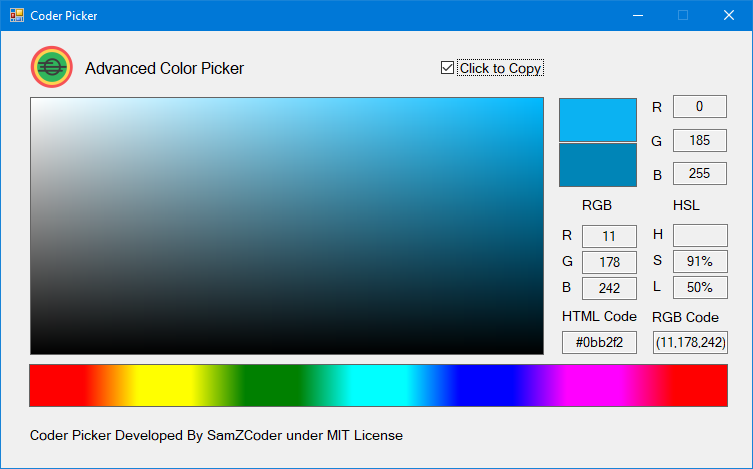 Coder Picker
Advanced Color Picker
Click to Copy
R 0
G 185
B 255
RGB HSL
R 11 H
G 178 S 91%
B 242 L 50%
HTML Code RGB Code
#0bb2f2 (11,178,242)
Coder Picker Developed By SamZCoder under MIT License